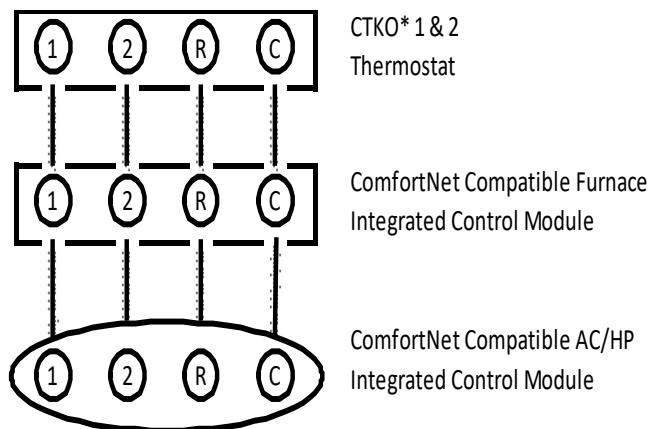 1 2 R C
CTKO* 1 & 2
Thermostat
1 2 R C
ComfortNet Compatible Furnace
Integrated Control Module
1 2 R C
ComfortNet Compatible AC/HP
Integrated Control Module